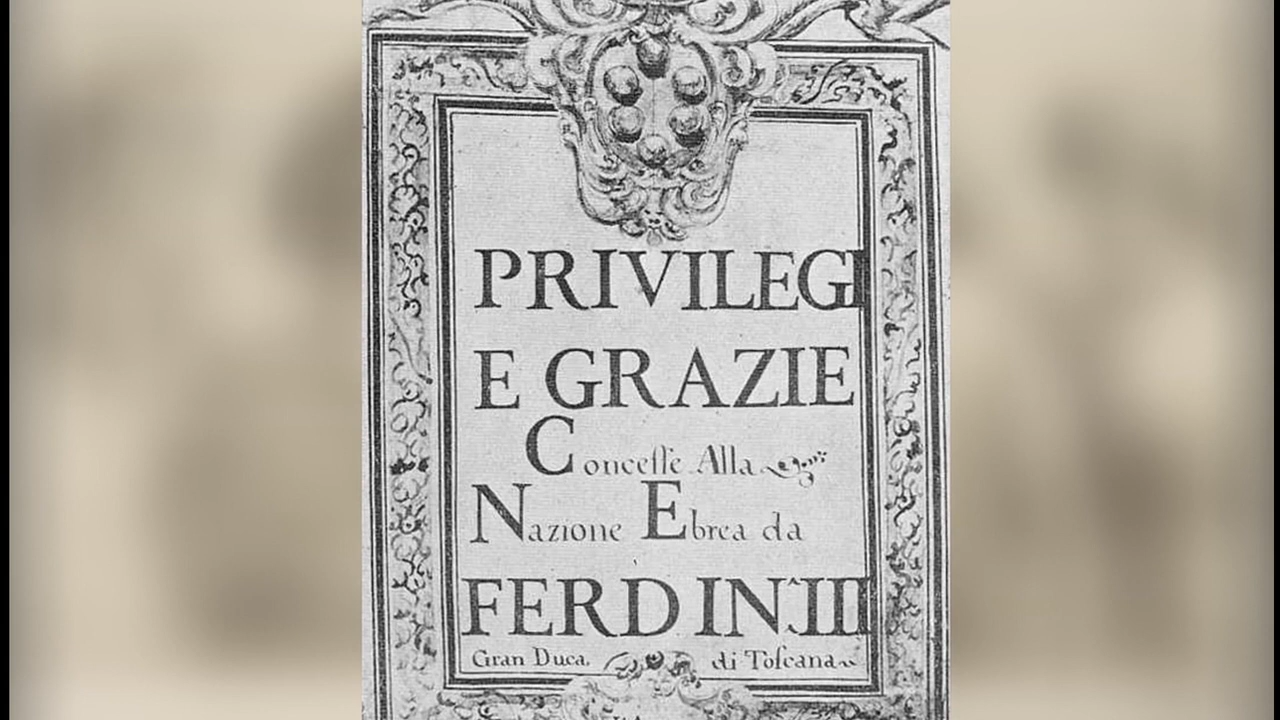 PRIVILEGI
E GRAZIE
Concesse Alla
Nazione Ebrea da
FERDIN. III
Gran Duca. di Toscana